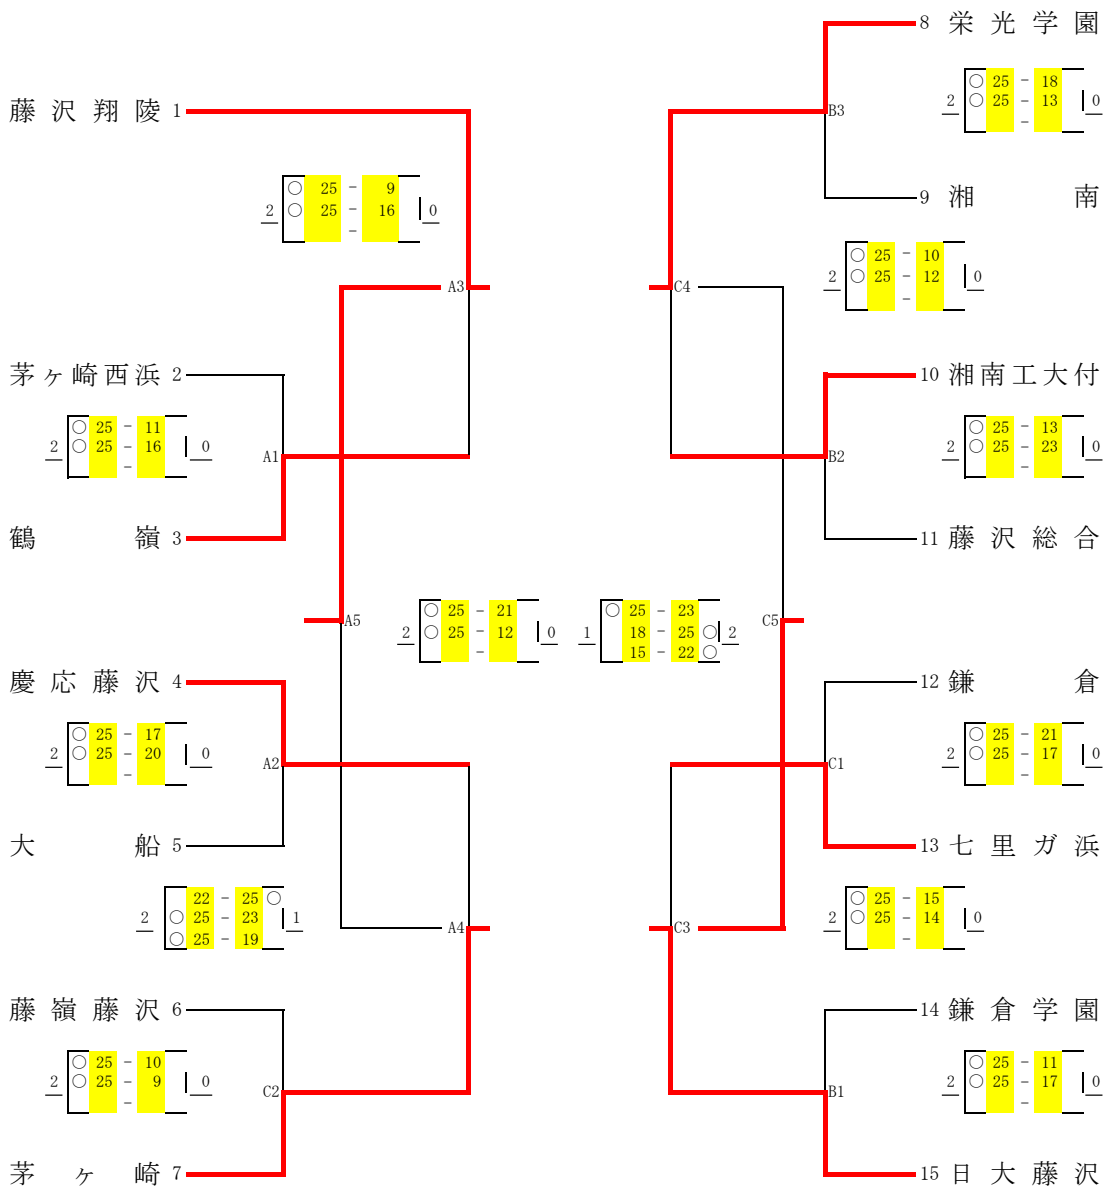 藤沢翔陵 1
2 ○ 25 - 9 0
○ 25 - 16
-
A3
茅ヶ崎西浜 2
2 ○ 25 - 11 0
○ 25 - 16
-
A1
鶴嶺 3
A5
慶応藤沢 4
2 ○ 25 - 17 0
○ 25 - 20
-
A2
大船 5
2 22 - 25 ○ 1
○ 25 - 23
○ 25 - 19
A4
藤嶺藤沢 6
2 ○ 25 - 10 0
○ 25 - 9
-
C2
茅ヶ崎 7
2 ○ 25 - 21 0
○ 25 - 12
-
1 ○ 25 - 23 2
18 - 25 ○
15 - 22 ○
8 栄光学園
2 ○ 25 - 18 0
○ 25 - 13
-
B3
9 湘南
2 ○ 25 - 10 0
○ 25 - 12
-
C4
10 湘南工大付
2 ○ 25 - 13 0
○ 25 - 23
-
B2
11 藤沢総合
C5
12 鎌倉
2 ○ 25 - 21 0
○ 25 - 17
-
C1
13 七里ガ浜
2 ○ 25 - 15 0
○ 25 - 14
-
C3
14 鎌倉学園
2 ○ 25 - 11 0
○ 25 - 17
-
B1
15 日大藤沢